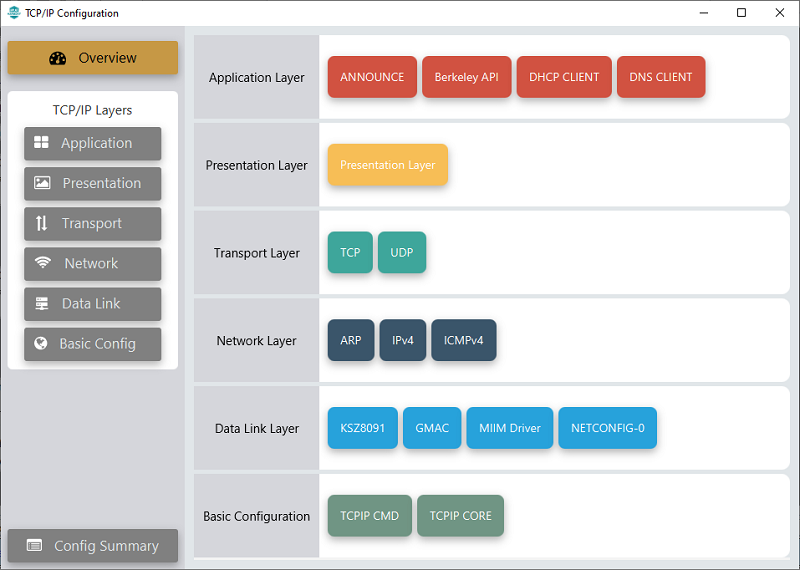 TCP/IP Configuration
Overview
TCP/IP Layers
Application
Presentation
Transport
Network
Data Link
Basic Config
Config Summary
Application Layer
ANNOUNCE
Berkeley API
DHCP CLIENT
DNS CLIENT
Presentation Layer
Presentation Layer
Transport Layer
TCP
UDP
Network Layer
ARP
IPv4
ICMPv4
Data Link Layer
KSZ8091
GMAC
MIIM Driver
NETCONFIG-0
Basic Configuration
TCPIP CMD
TCPIP CORE